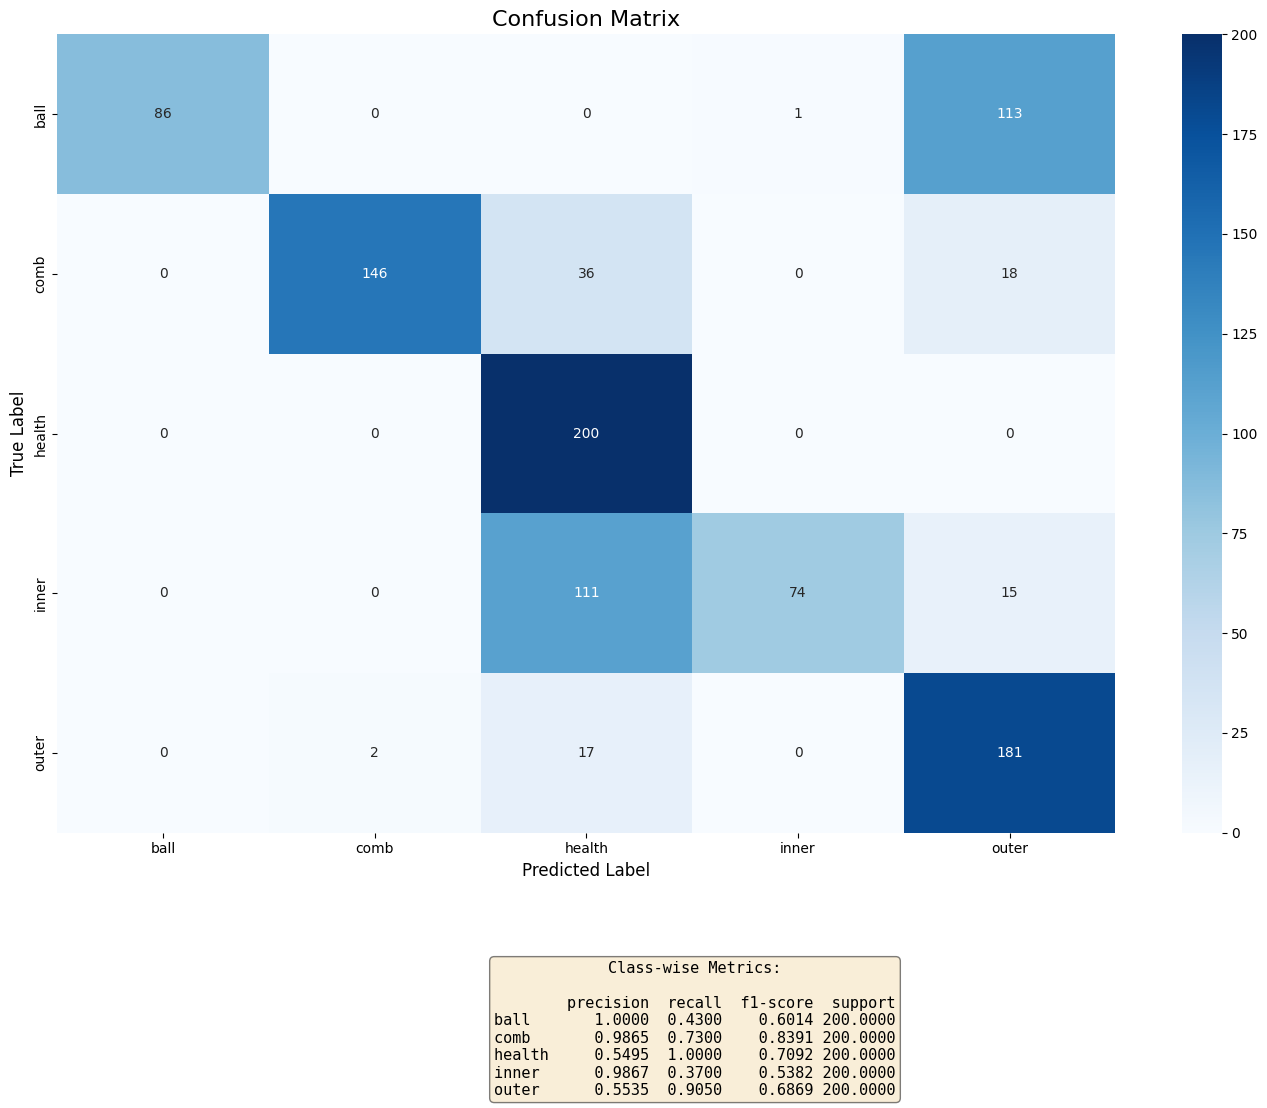 Confusion Matrix
ball 86 0 0 1 113 200
175
comb 0 146 36 0 18 150
125
True Label
health 0 0 200 0 0 100
75
inner 0 0 111 74 15
50
25
outer 0 2 17 0 181
0
ball comb health inner outer
Predicted Label
Class-wise Metrics:
precision recall f1-score support
ball 1.0000 0.4300 0.6014 200.0000
comb 0.9865 0.7300 0.8391 200.0000
health 0.5495 1.0000 0.7092 200.0000
inner 0.9867 0.3700 0.5382 200.0000
outer 0.5535 0.9050 0.6869 200.0000